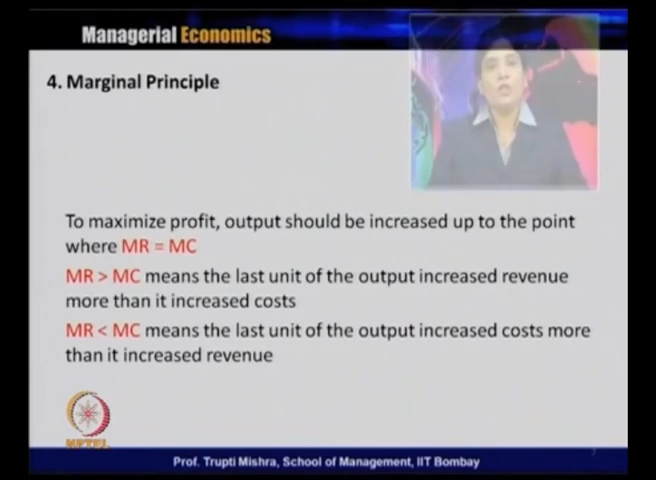 Managerial Economics
4. Marginal Principle
To maximize profit, output should be increased up to the point
where MR = MC
MR > MC means the last unit of the output increased revenue
more than it increased costs
MR < MC means the last unit of the output increased costs more
than it increased revenue
NPTEL
Prof. Trupti Mishra, School of Management, IIT Bombay